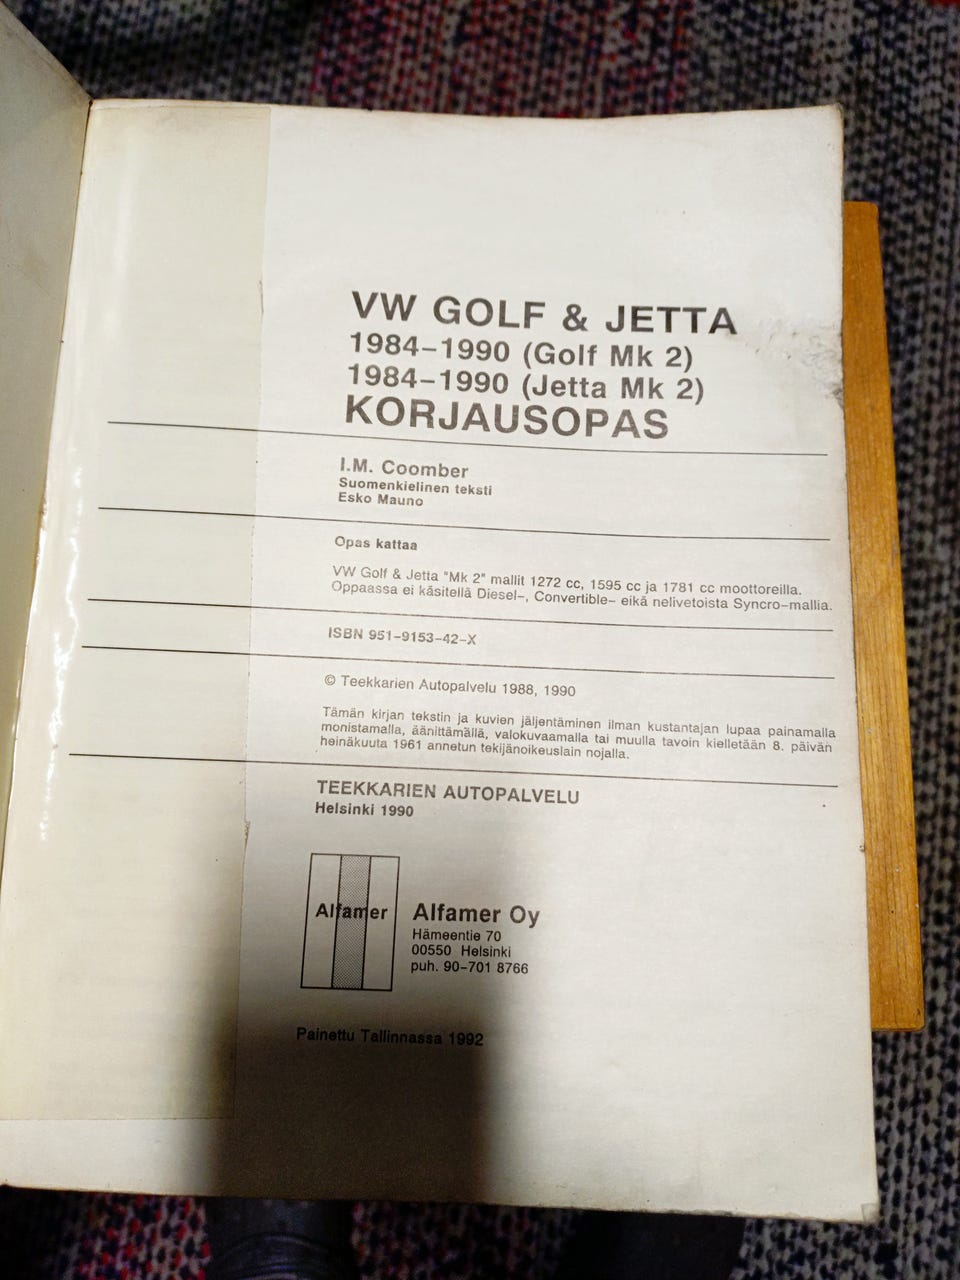 VW GOLF & JETTA
1984-1990 (Golf Mk 2)
1984-1990 (Jetta Mk 2)
KORJAUSOPAS
I.M. Coomber
Suomenkielinen teksti
Esko Mauno
Opas kattaa
VW Golf & Jetta "Mk 2" mallit 1272 cc, 1595 cc ja 1781 cc moottoreilla.
Oppaassa ei käsitellä Diesel-, Convertible- eikä nelivetoista Syncro-mallia.
ISBN 951-9153-42-X
© Teekkarien Autopalvelu 1988, 1990
Tämän kirjan tekstin ja kuvien jäljentäminen ilman kustantajan lupaa painamalla
monistamalla, äänittämällä, valokuvaamalla tai muulla tavoin kielletään 8. päivän
heinäkuuta 1961 annetun tekijänoikeuslain nojalla.
TEEKKARIEN AUTOPALVELU
Helsinki 1990
Alfamer
Alfamer Oy
Hämeentie 70
00550 Helsinki
puh. 90-701 8766
Painettu Tallinnassa 1992